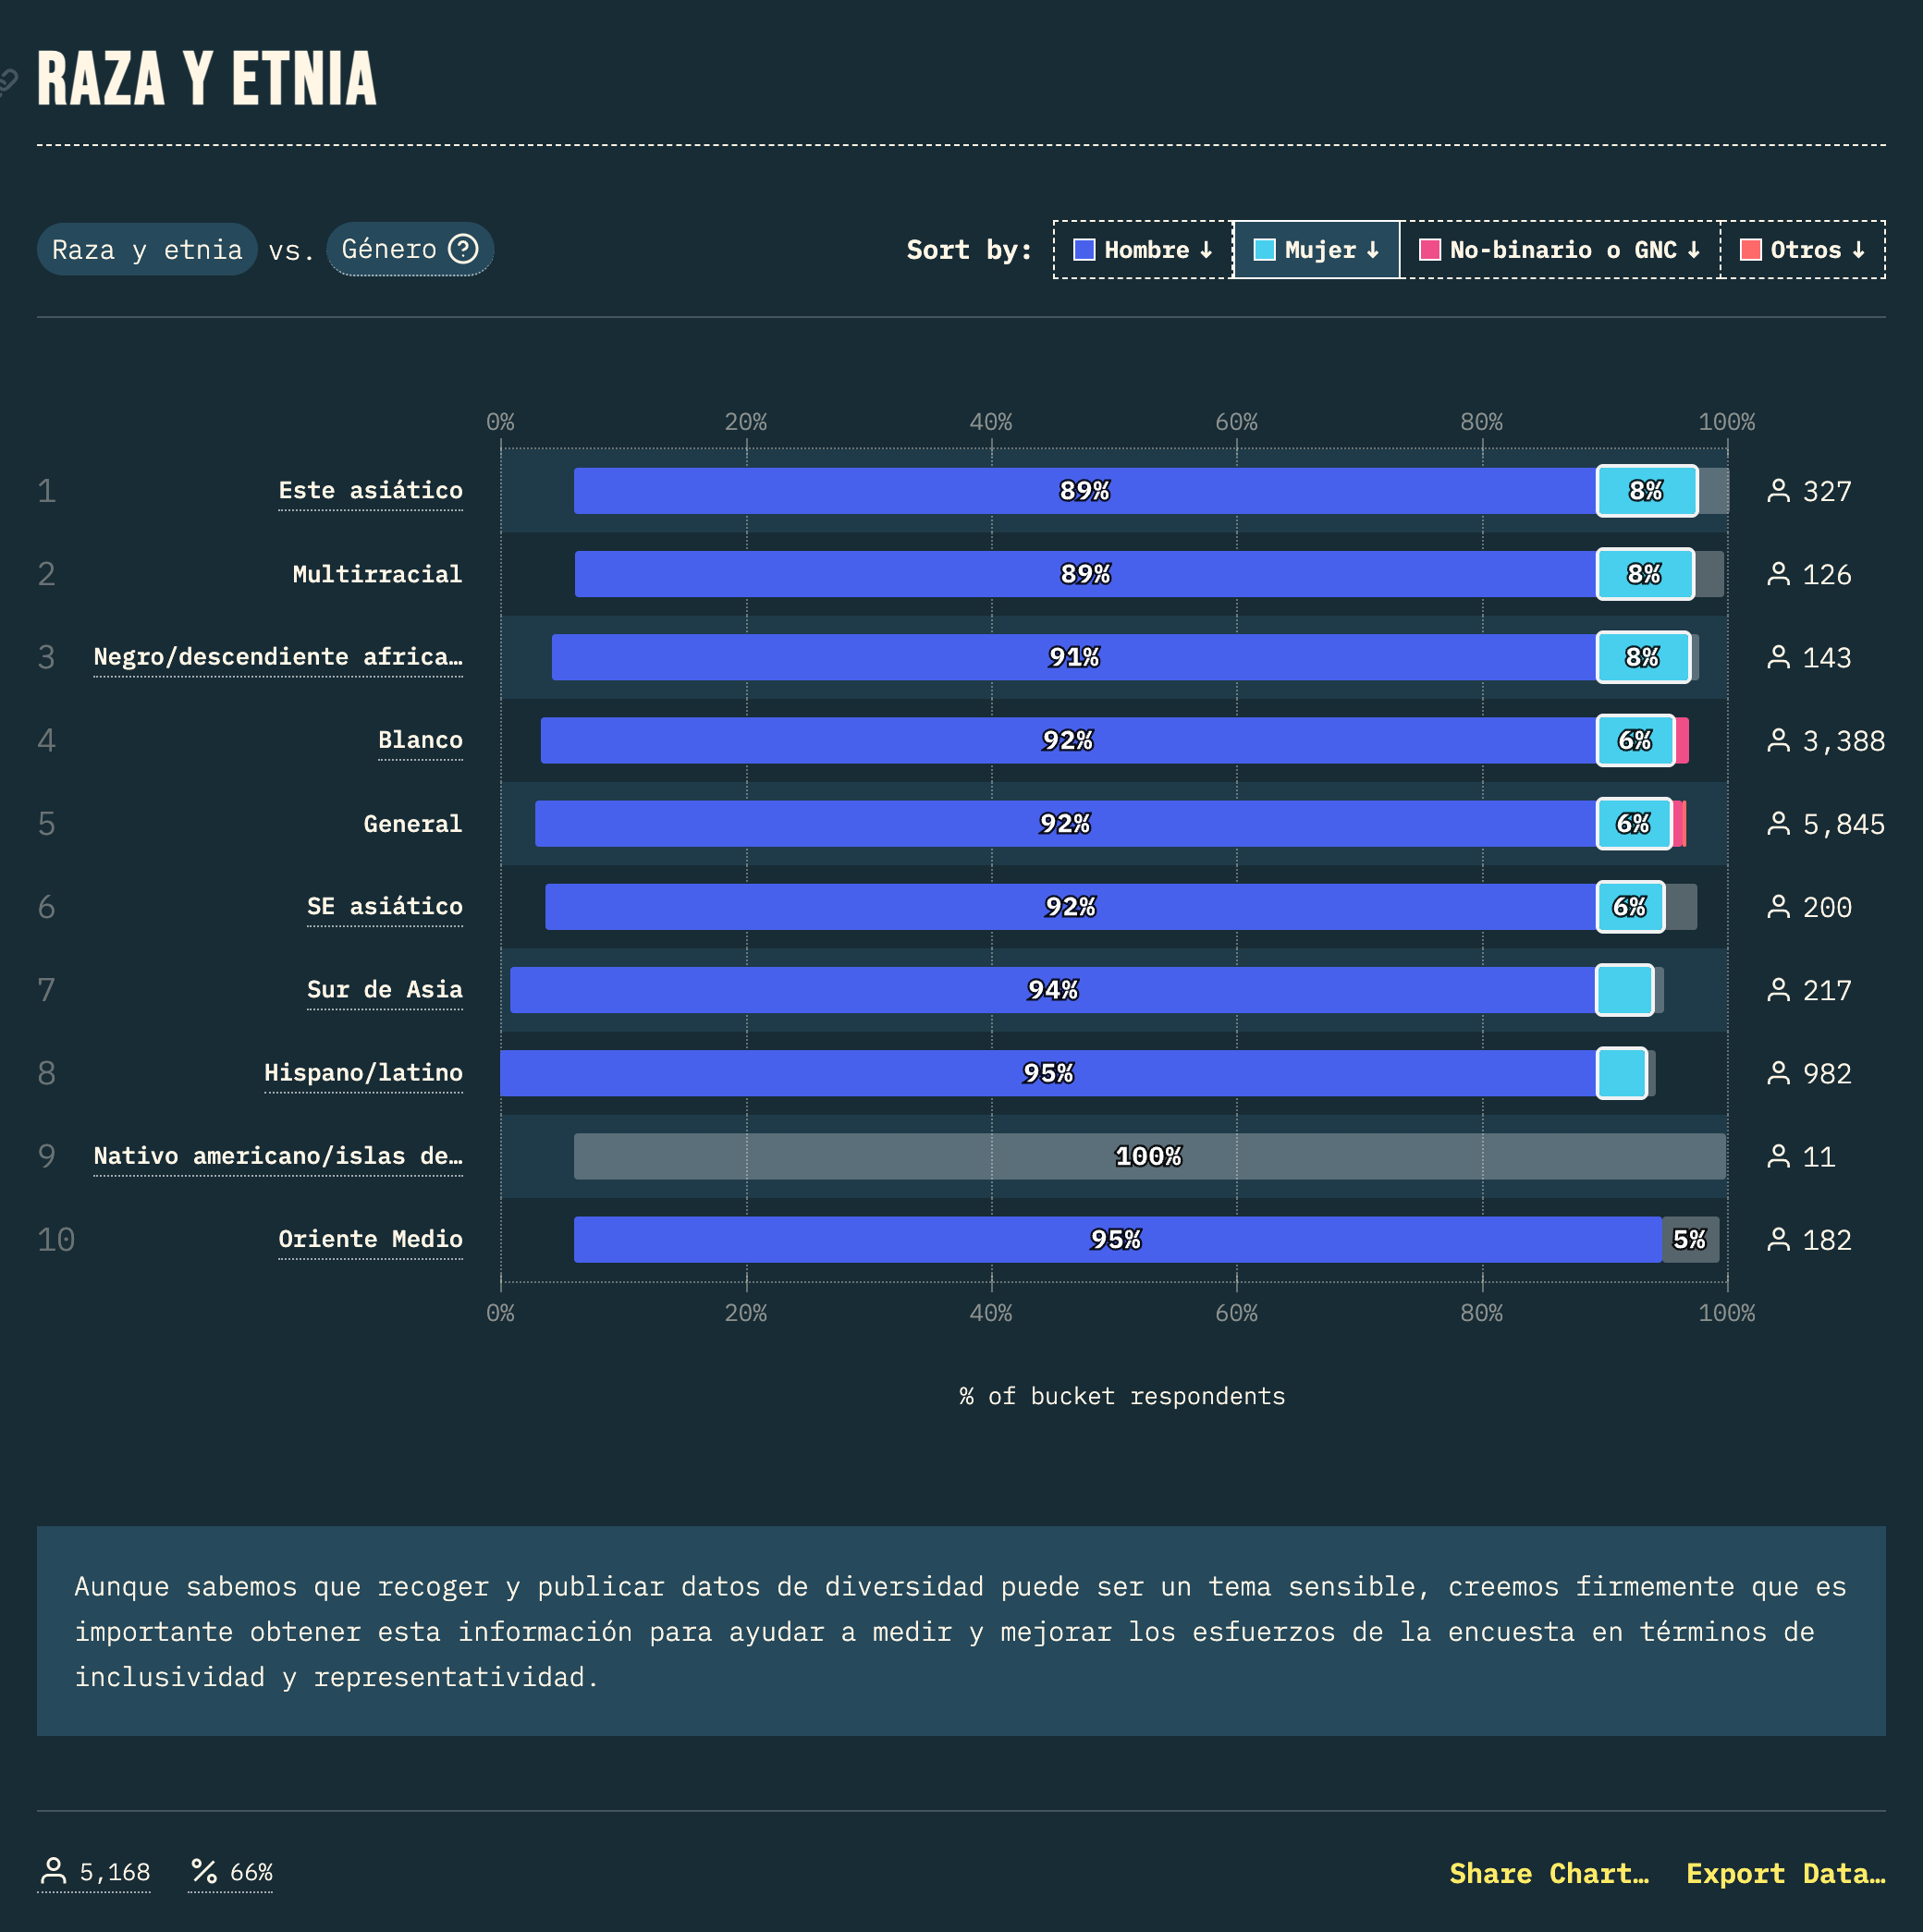 RAZA Y ETNIA
Raza y etnia vs. Género
Sort by: Hombre ↓ Mujer ↓ No-binario o GNC ↓ Otros ↓
0% 20% 40% 60% 80% 100%
1 Este asiático 89% 8% 327
2 Multirracial 89% 8% 126
3 Negro/descendiente africa… 91% 8% 143
4 Blanco 92% 6% 3,388
5 General 92% 6% 5,845
6 SE asiático 92% 6% 200
7 Sur de Asia 94% 217
8 Hispano/latino 95% 982
9 Nativo americano/islas de… 100% 11
10 Oriente Medio 95% 5% 182
0% 20% 40% 60% 80% 100%
% of bucket respondents
Aunque sabemos que recoger y publicar datos de diversidad puede ser un tema sensible, creemos firmemente que es
importante obtener esta información para ayudar a medir y mejorar los esfuerzos de la encuesta en términos de
inclusividad y representatividad.
5,168 % 66% Share Chart… Export Data…